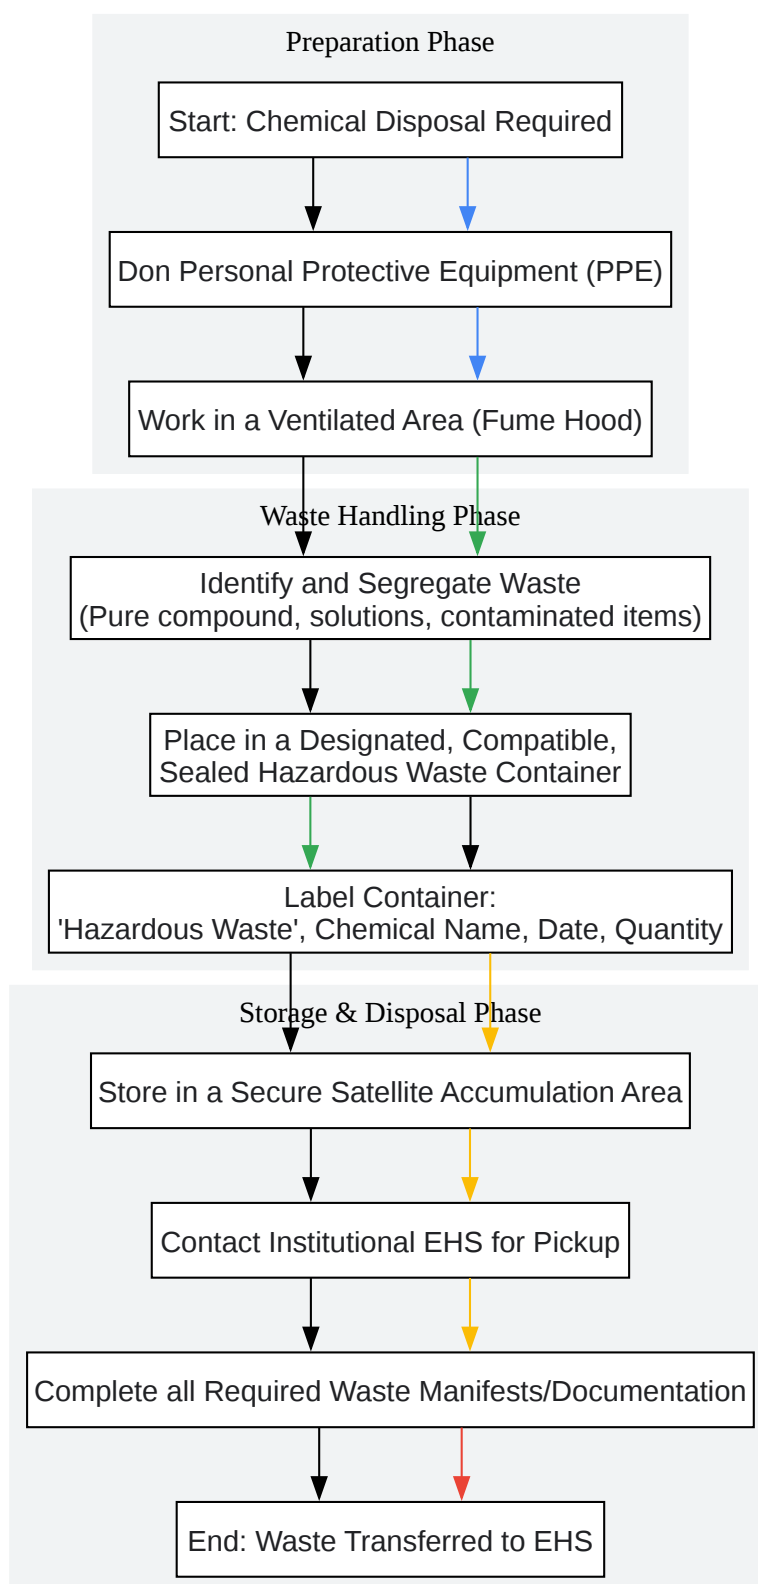 Preparation Phase
Start: Chemical Disposal Required
Don Personal Protective Equipment (PPE)
Work in a Ventilated Area (Fume Hood)
Waste Handling Phase
Identify and Segregate Waste
(Pure compound, solutions, contaminated items)
Place in a Designated, Compatible,
Sealed Hazardous Waste Container
Label Container:
'Hazardous Waste', Chemical Name, Date, Quantity
Storage & Disposal Phase
Store in a Secure Satellite Accumulation Area
Contact Institutional EHS for Pickup
Complete all Required Waste Manifests/Documentation
End: Waste Transferred to EHS